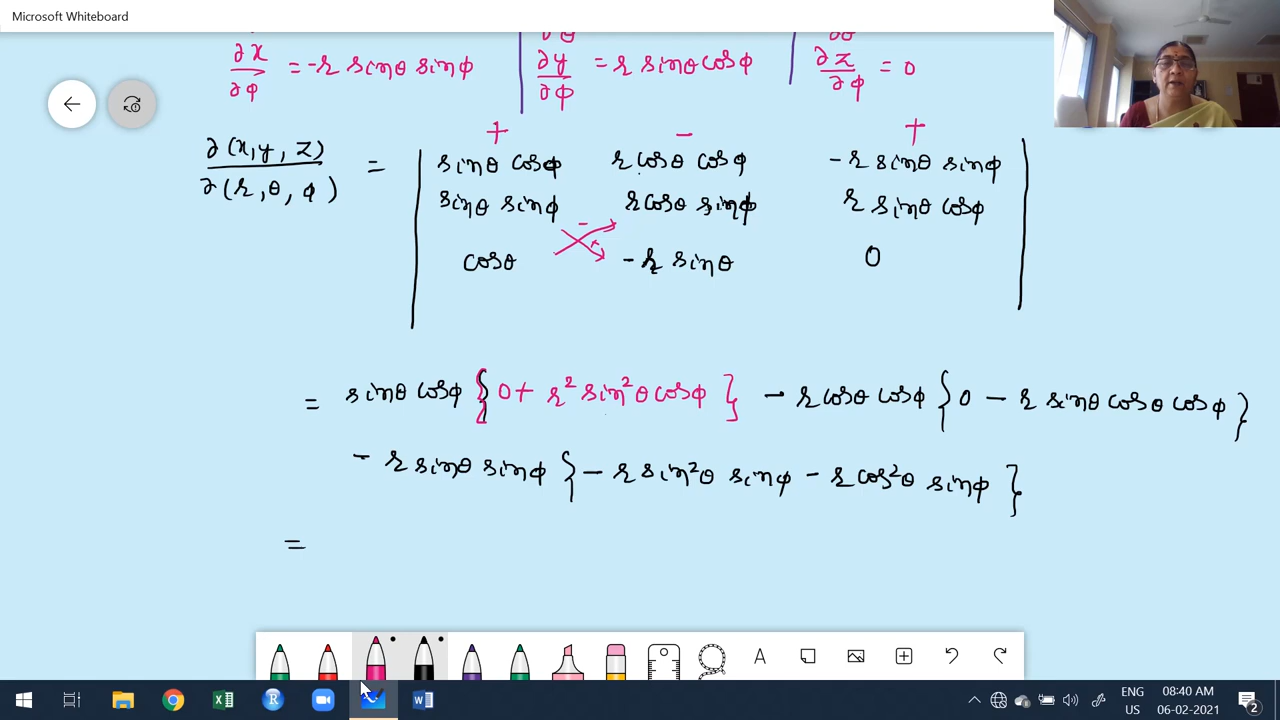 Microsoft Whiteboard
∂x/∂φ = -r sinθ sinφ | ∂y/∂φ = r sinθ cosφ | ∂z/∂φ = 0
+ - +
∂(x,y,z)/∂(r,θ,φ) = | sinθ cosφ r cosθ cosφ -r sinθ sinφ |
sinθ sinφ r cosθ sinφ r sinθ cosφ
- +
cosθ -r sinθ 0
= sinθ cosφ { 0 + r² sin²θ cosφ } - r cosθ cosφ { 0 - r sinθ cosθ cosφ }
- r sinθ sinφ } - r sin²θ sinφ - r cos²θ sinφ }
=
A
ENG
US
08:40 AM
06-02-2021
2